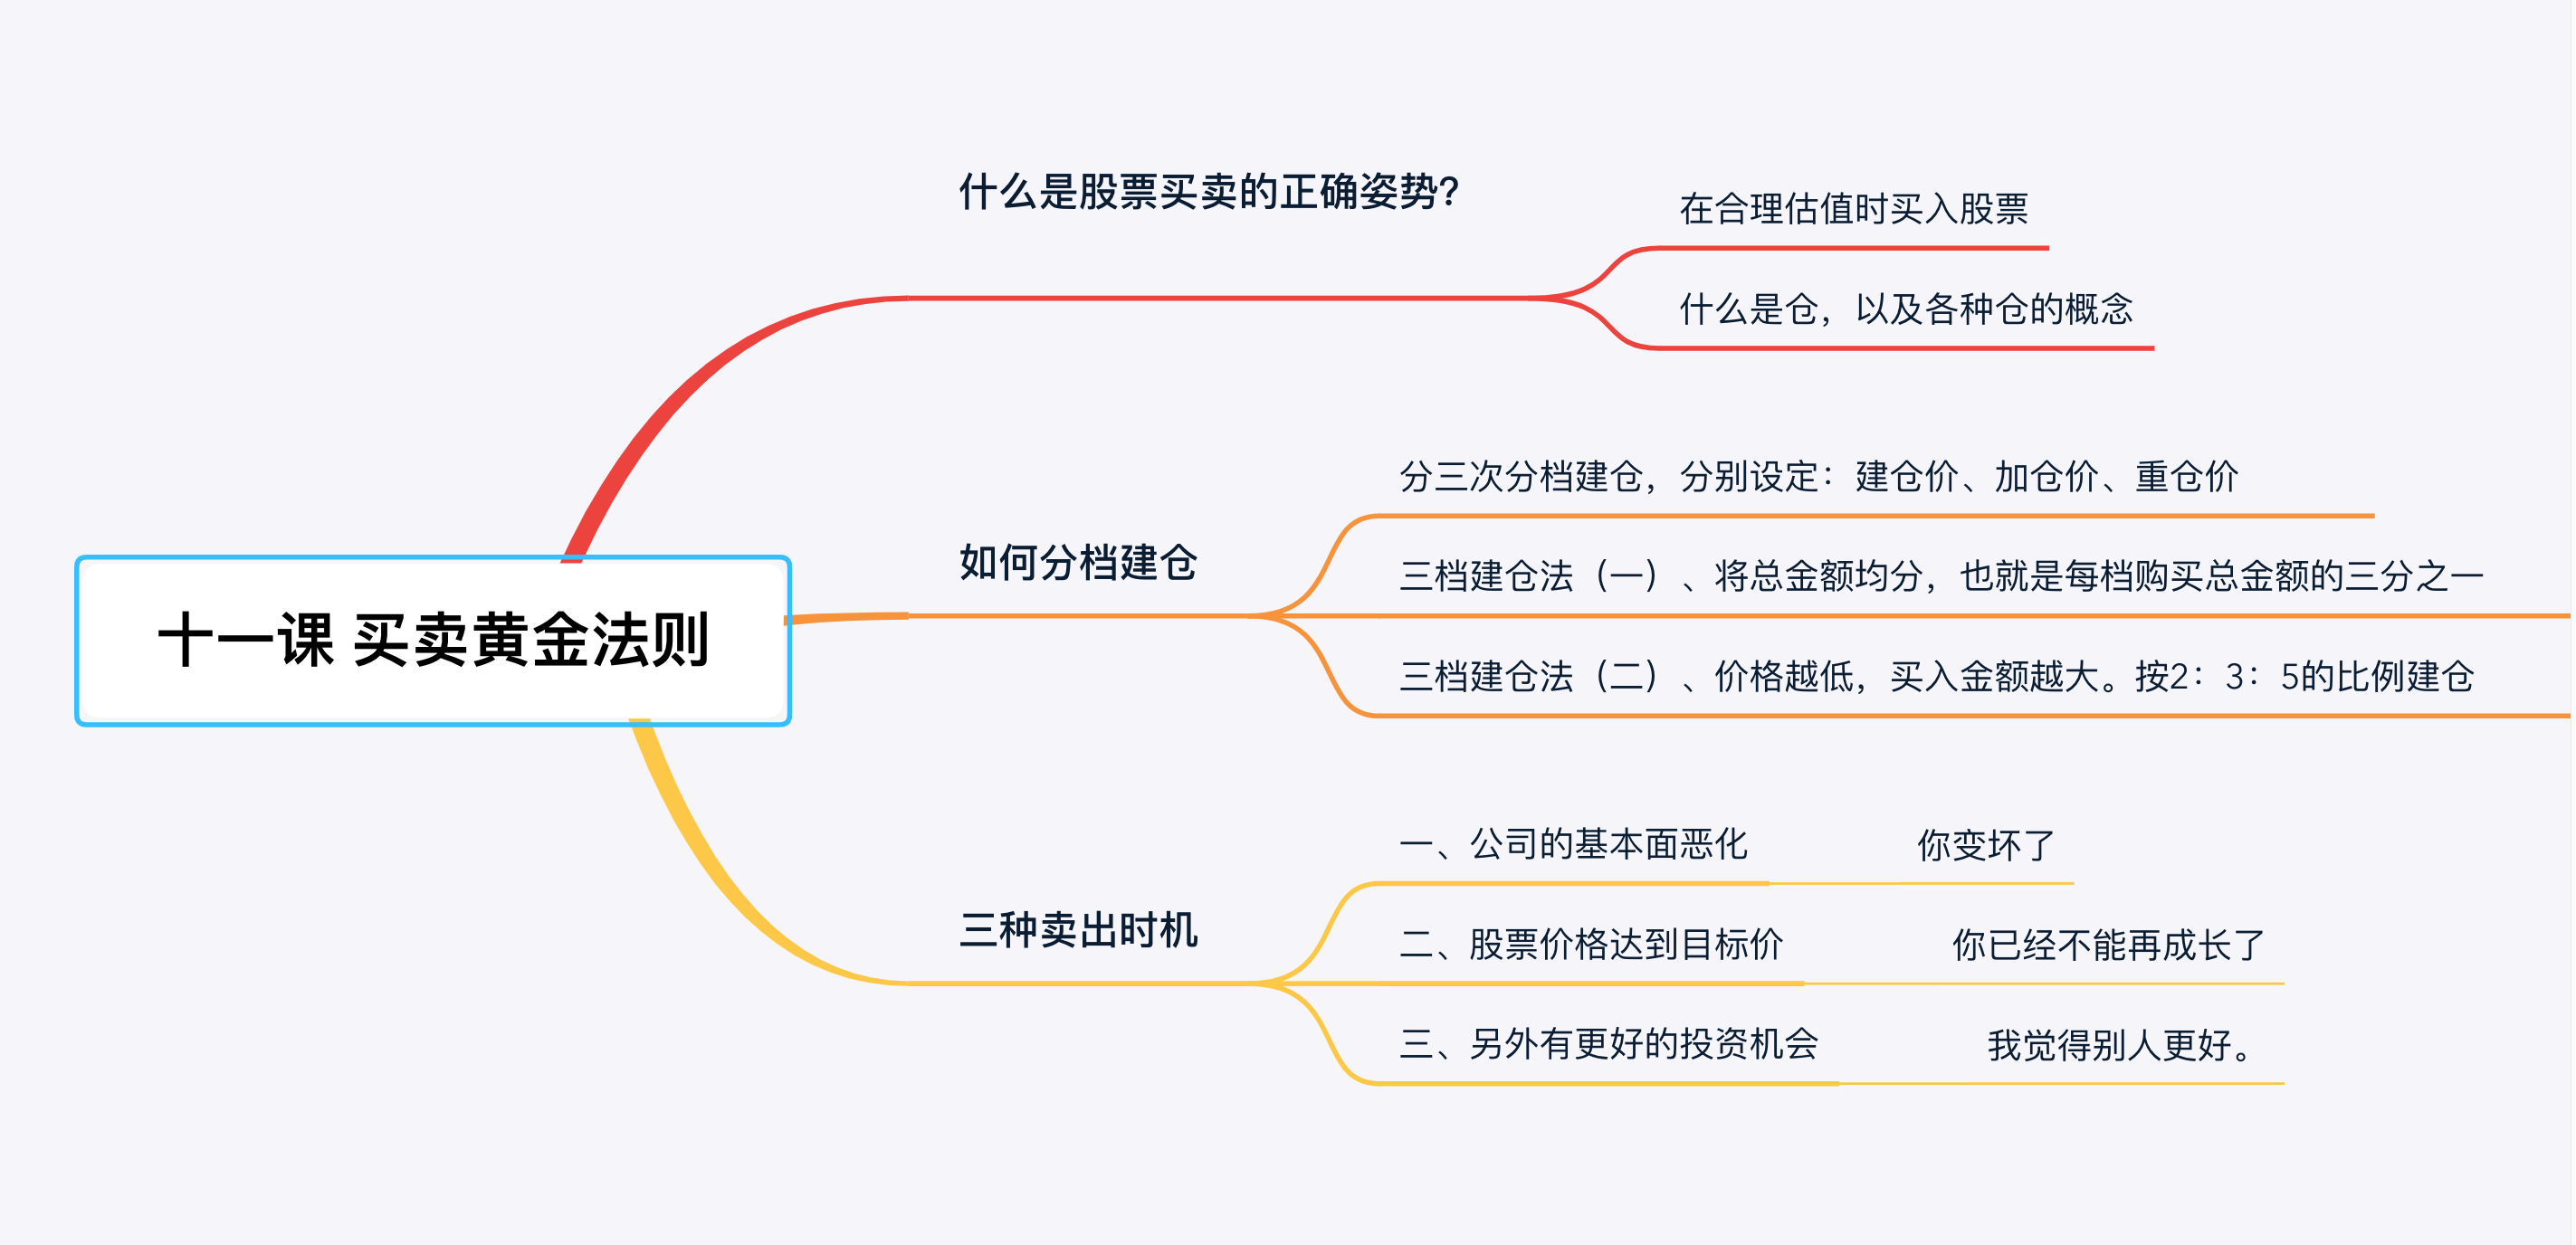 什么是股票买卖的正确姿势?
在合理估值时买入股票
什么是仓，以及各种仓的概念
十一课 买卖黄金法则
如何分档建仓
分三次分档建仓，分别设定：建仓价、加仓价、重仓价
三档建仓法（一）、将总金额均分，也就是每档购买总金额的三分之一
三档建仓法（二）、价格越低，买入金额越大。按2：3：5的比例建仓
三种卖出时机
一、公司的基本面恶化
你变坏了
二、股票价格达到目标价
你已经不能再成长了
三、另外有更好的投资机会
我觉得别人更好。